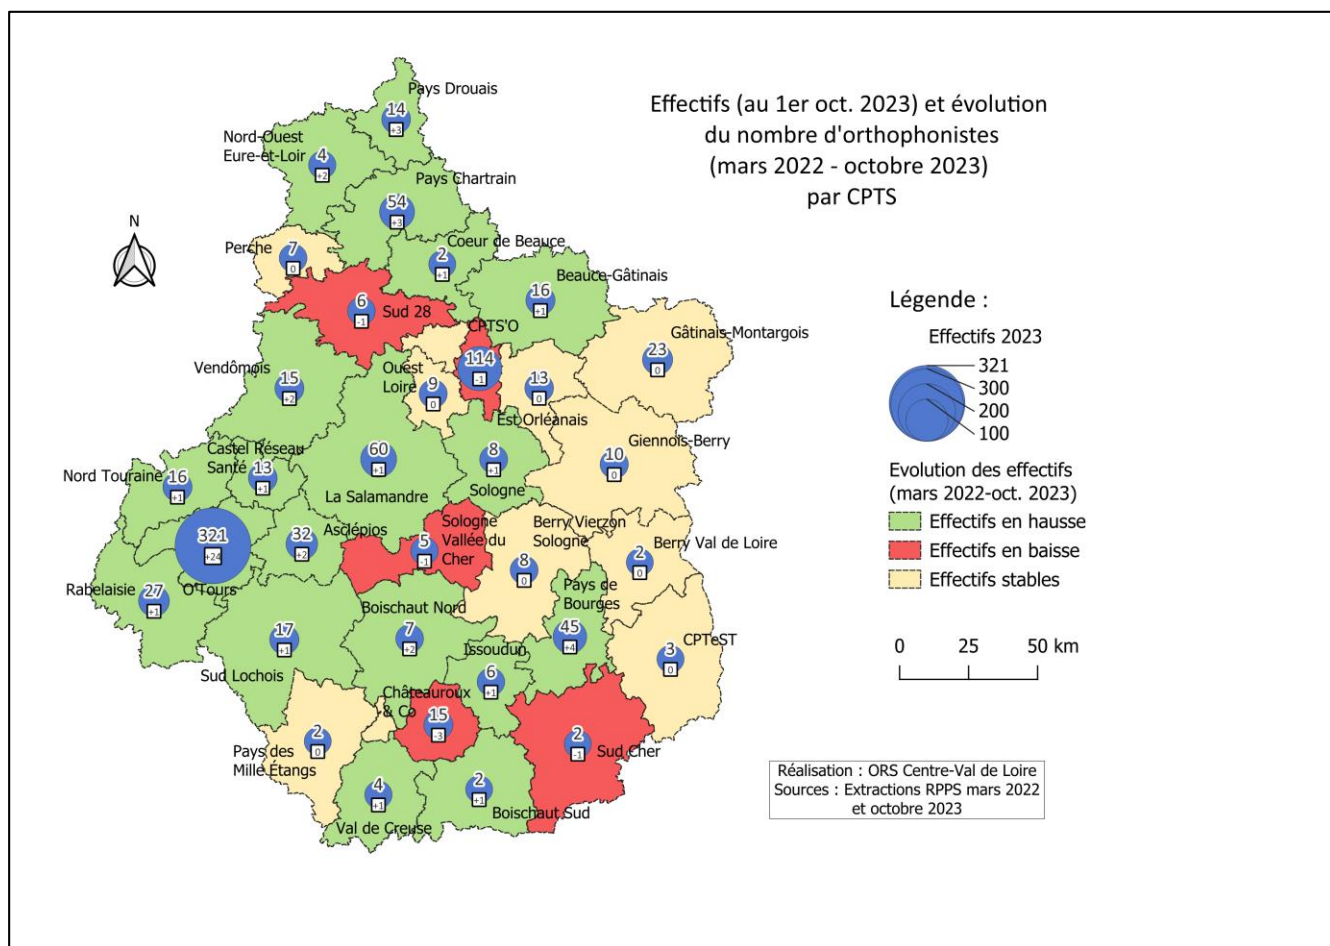 Effectifs (au 1er oct. 2023) et évolution
du nombre d'orthophonistes
(mars 2022 - octobre 2023)
par CPTS
N
Pays Drouais
14
+3
Nord-Ouest
Eure-et-Loir
4
+2
Pays Chartrain
54
+3
Perche
7
0
Coeur de Beauce
2
+1
Beauce-Gâtinais
16
+1
6
-1
Sud 28
CPTS'O
114
-1
Gâtinais-Montargois
23
0
Vendômois
15
+2
Ouest
Loire
9
0
13
0
Est Orléanais
Giennois-Berry
10
0
60
+1
La Salamandre
8
+1
Sologne
Castel Réseau
Santé
13
+1
Nord Touraine
16
+1
321
+24
O'Tours
Asclépios
32
+2
Sologne
Vallée du
Cher
5
-1
Berry Vierzon
Sologne
8
0
Berry Val de Loire
2
0
Rabelaisie
27
+1
Pays de
Bourges
45
+4
Boischaut Nord
7
+2
Issoudun
6
+1
CPTeST
3
0
17
+1
Sud Lochois
Châteauroux
& Co
15
-3
2
0
Pays des
Mille Étangs
2
-1
Sud Cher
4
+1
Val de Creuse
2
+1
Boischaut Sud
Légende :
Effectifs 2023
321
300
200
100
Evolution des effectifs
(mars 2022-oct. 2023)
Effectifs en hausse
Effectifs en baisse
Effectifs stables
0 25 50 km
Réalisation : ORS Centre-Val de Loire
Sources : Extractions RPPS mars 2022
et octobre 2023